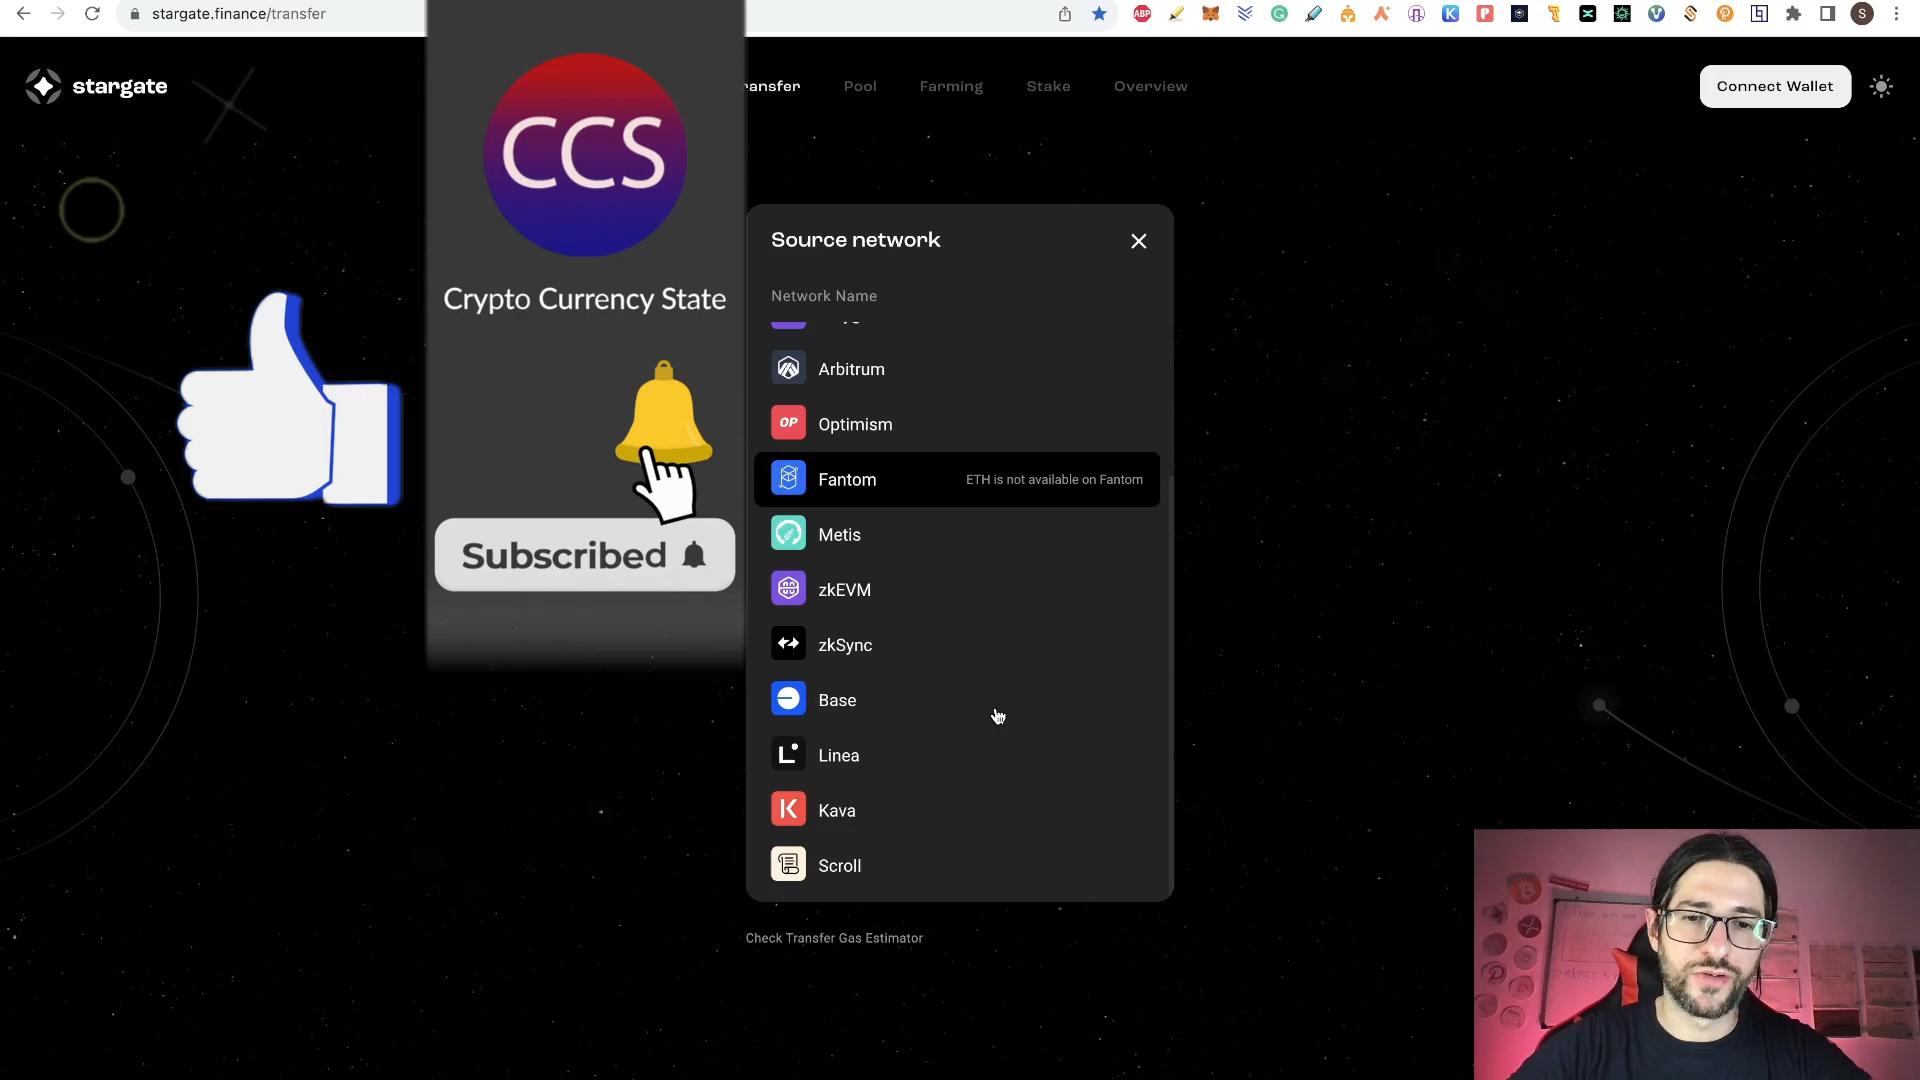 stargate.finance/transfer
ABP
S
stargate
ransfer
Pool
Farming
Stake
Overview
Connect Wallet
CCS
Crypto Currency State
Subscribed
Source network
Network Name
Arbitrum
OP
Optimism
Fantom
ETH is not available on Fantom
Metis
zkEVM
zkSync
Base
Linea
Kava
Scroll
Check Transfer Gas Estimator